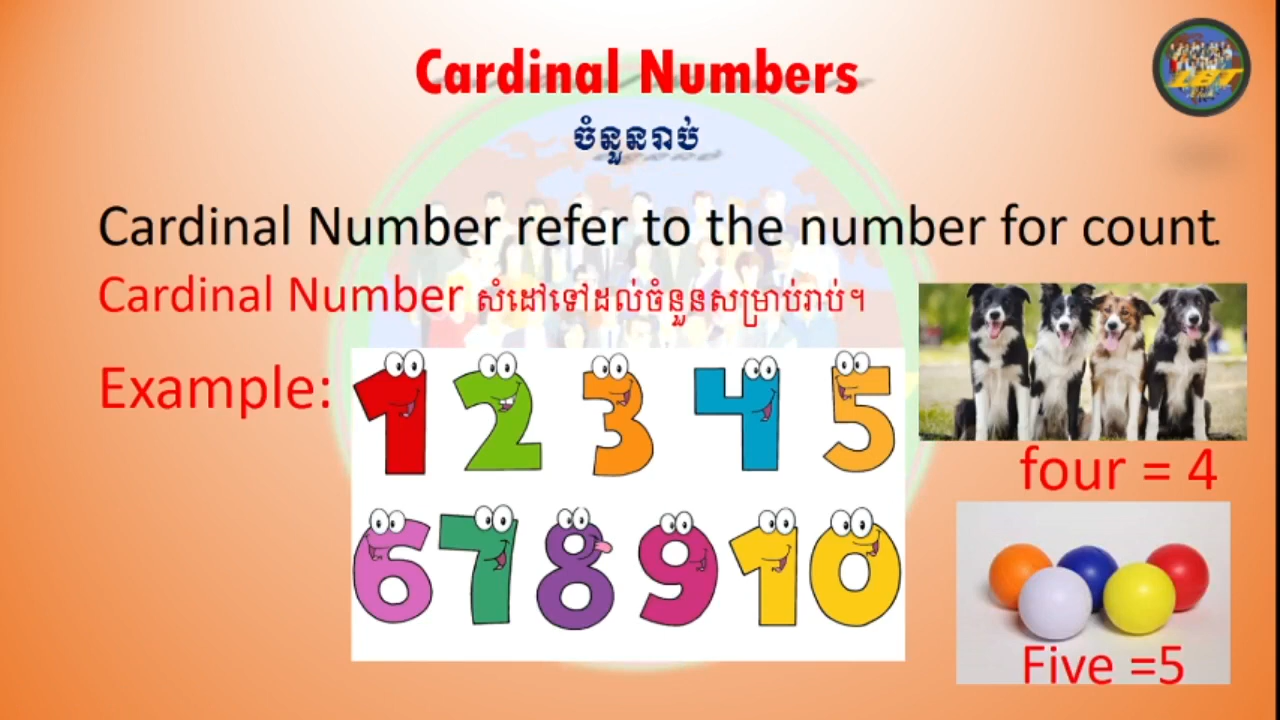 Cardinal Numbers
ចំនួនរាប់
Cardinal Number refer to the number for count.
Cardinal Number សំដៅទៅដល់ចំនួនសម្រាប់រាប់។
Example:
1 2 3 4 5
6 7 8 9 10
four = 4
Five =5
LBT